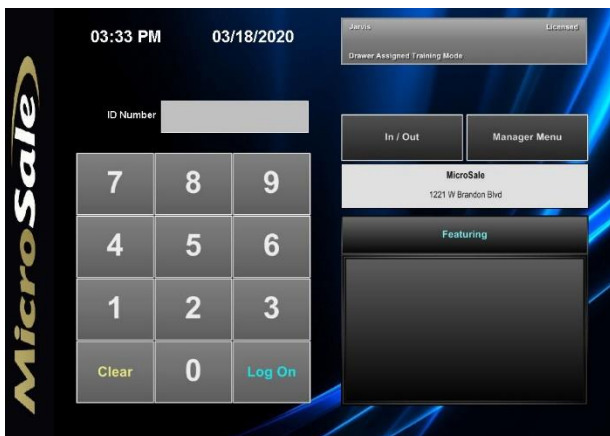 MicroSale
03:33 PM 03/18/2020
Jarvis Licensed
Drawer Assigned Training Mode
ID Number
In / Out Manager Menu
MicroSale
1221 W Brandon Blvd
7 8 9
4 5 6
1 2 3
Clear 0 Log On
Featuring